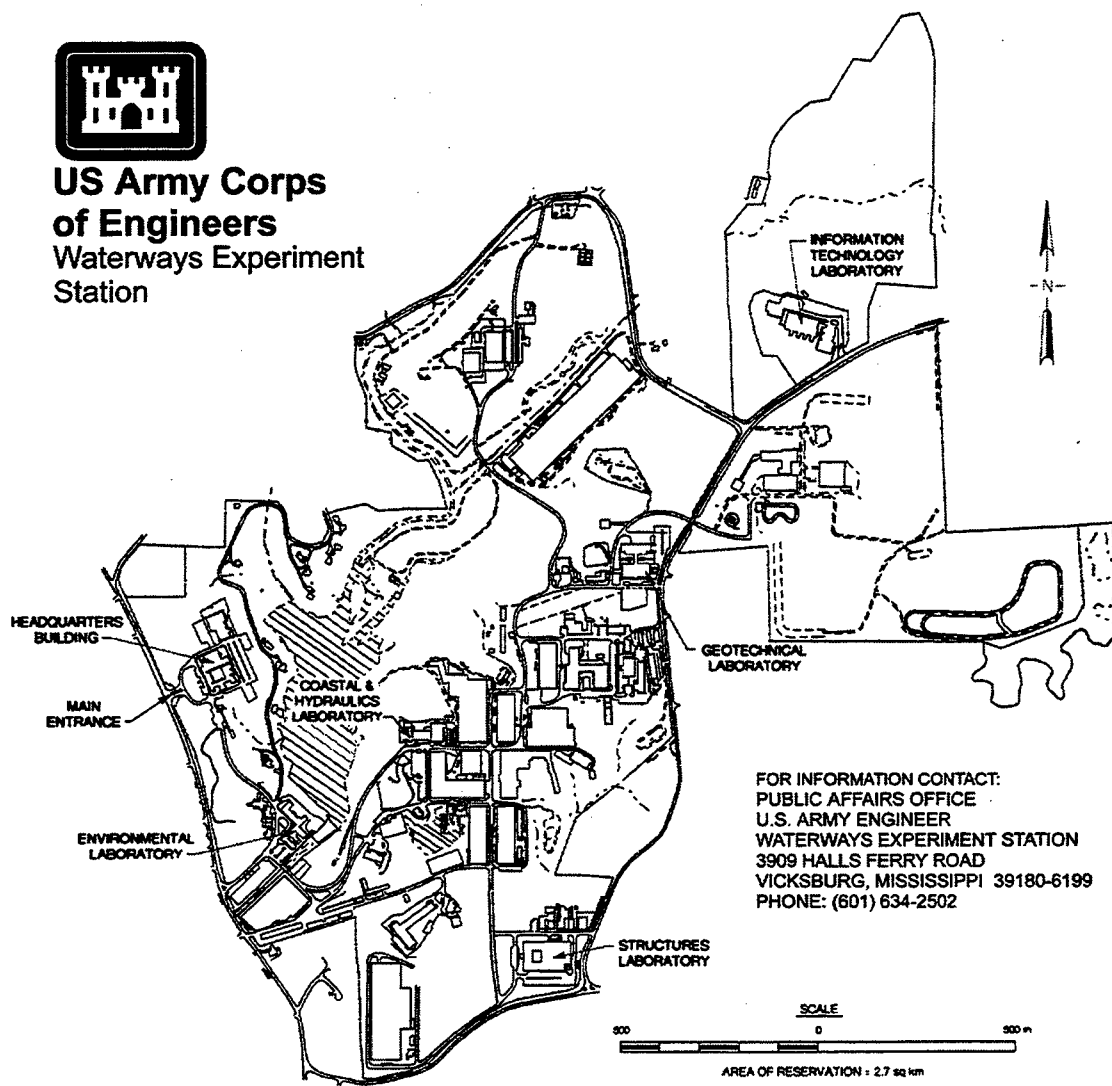 US Army Corps
of Engineers
Waterways Experiment
Station
INFORMATION
TECHNOLOGY
LABORATORY
N
HEADQUARTERS
BUILDING
MAIN
ENTRANCE
COASTAL &
HYDRAULICS
LABORATORY
GEOTECHNICAL
LABORATORY
ENVIRONMENTAL
LABORATORY
STRUCTURES
LABORATORY
FOR INFORMATION CONTACT:
PUBLIC AFFAIRS OFFICE
U.S. ARMY ENGINEER
WATERWAYS EXPERIMENT STATION
3909 HALLS FERRY ROAD
VICKSBURG, MISSISSIPPI 39180-6199
PHONE: (601) 634-2502
SCALE
500 0 500 m
AREA OF RESERVATION = 2.7 sq km